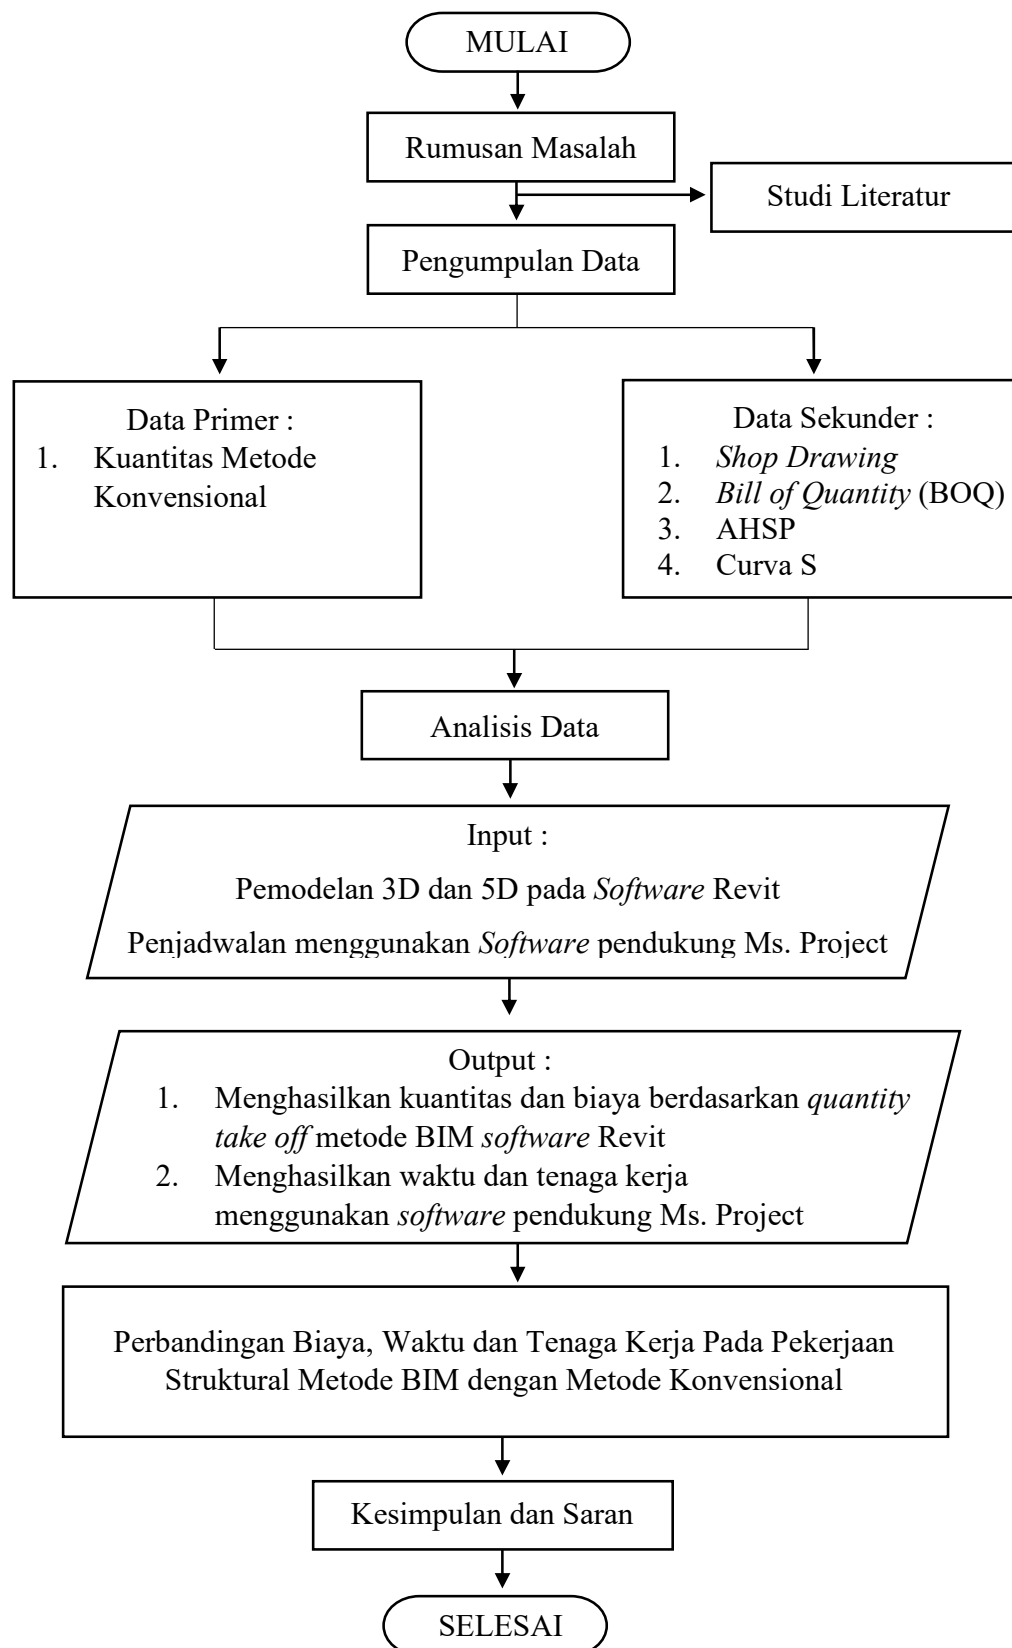 MULAI
Rumusan Masalah
Studi Literatur
Pengumpulan Data
Data Primer :
1. Kuantitas Metode
Konvensional
Data Sekunder :
1. Shop Drawing
2. Bill of Quantity (BOQ)
3. AHSP
4. Curva S
Analisis Data
Input :
Pemodelan 3D dan 5D pada Software Revit
Penjadwalan menggunakan Software pendukung Ms. Project
Output :
1. Menghasilkan kuantitas dan biaya berdasarkan quantity
take off metode BIM software Revit
2. Menghasilkan waktu dan tenaga kerja
menggunakan software pendukung Ms. Project
Perbandingan Biaya, Waktu dan Tenaga Kerja Pada Pekerjaan
Struktural Metode BIM dengan Metode Konvensional
Kesimpulan dan Saran
SELESAI